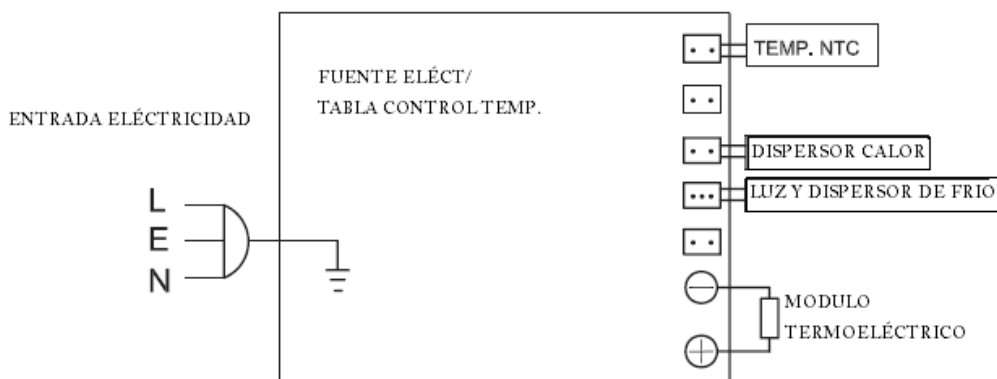 TEMP. NTC
FUENTE ELÉCT/
TABLA CONTROL TEMP.
ENTRADA ELÉCTRICIDAD
DISPERSOR CALOR
LUZ Y DISPERSOR DE FRIO
L
E
N
MODULO
TERMOELÉCTRICO